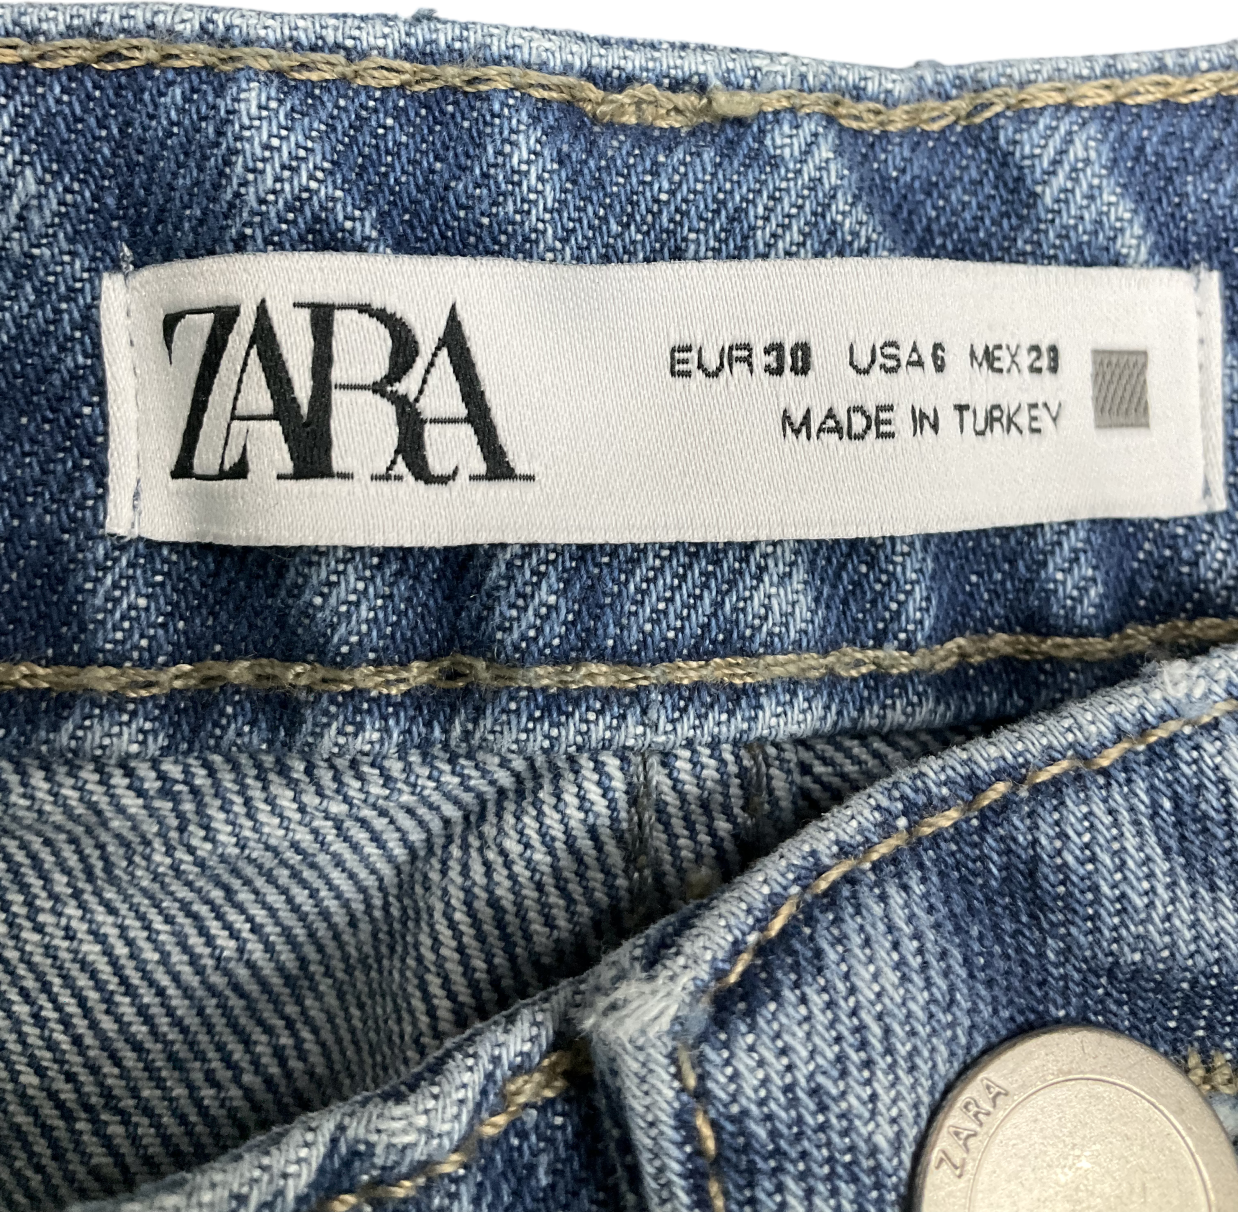 ZARA
EUR 38 USA 6 MEX 28
MADE IN TURKEY
ZARA